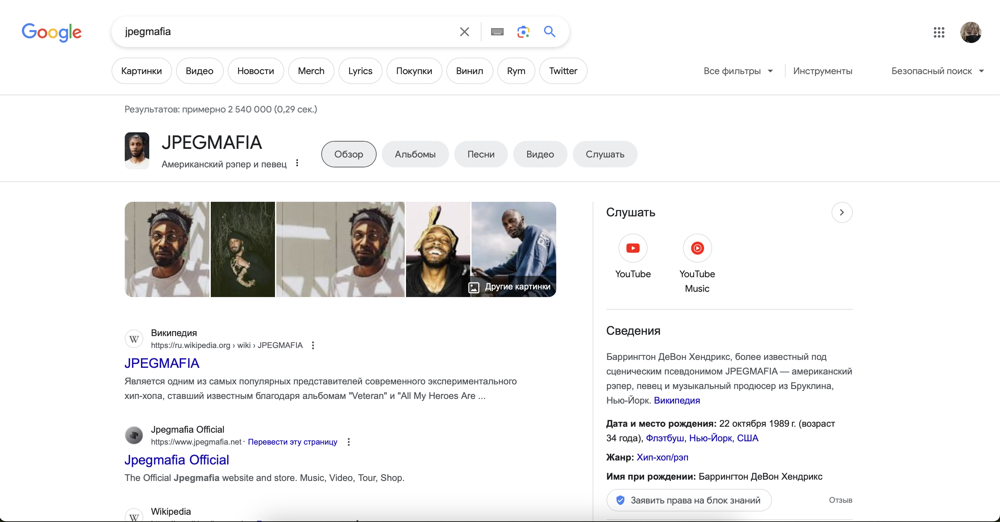 Google
jpegmafia
Картинки
Видео
Новости
Merch
Lyrics
Покупки
Винил
Rym
Twitter
Все фильтры
Инструменты
Безопасный поиск
Результатов: примерно 2 540 000 (0,29 сек.)
JPEGMAFIA
Американский рэпер и певец
Обзор
Альбомы
Песни
Видео
Слушать
Другие картинки
Википедия
https://ru.wikipedia.org › wiki › JPEGMAFIA
JPEGMAFIA
Является одним из самых популярных представителей современного экспериментального
хип-хопа, ставший известным благодаря альбомам "Veteran" и "All My Heroes Are ...
Jpegmafia Official
https://www.jpegmafia.net · Перевести эту страницу
Jpegmafia Official
The Official Jpegmafia website and store. Music, Video, Tour, Shop.
Wikipedia
Слушать
YouTube
YouTube
Music
Сведения
Баррингтон ДеВон Хендрикс, более известный под
сценическим псевдонимом JPEGMAFIA — американский
рэпер, певец и музыкальный продюсер из Бруклина,
Нью-Йорк. Википедия
Дата и место рождения: 22 октября 1989 г. (возраст
34 года), Флэтбуш, Нью-Йорк, США
Жанр: Хип-хоп/рэп
Имя при рождении: Баррингтон ДеВон Хендрикс
Заявить права на блок знаний
Отзыв